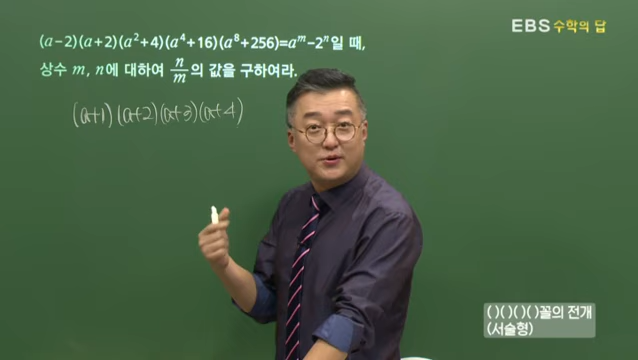 EBS 수학의 답
(a−2)(a+2)(a²+4)(a⁴+16)(a⁸+256)=aᵐ−2ⁿ일 때,
상수 m, n에 대하여 n/m의 값을 구하여라.
(a+1)(a+2)(a+3)(a+4)
( )( )( )( )꼴의 전개
(서술형)